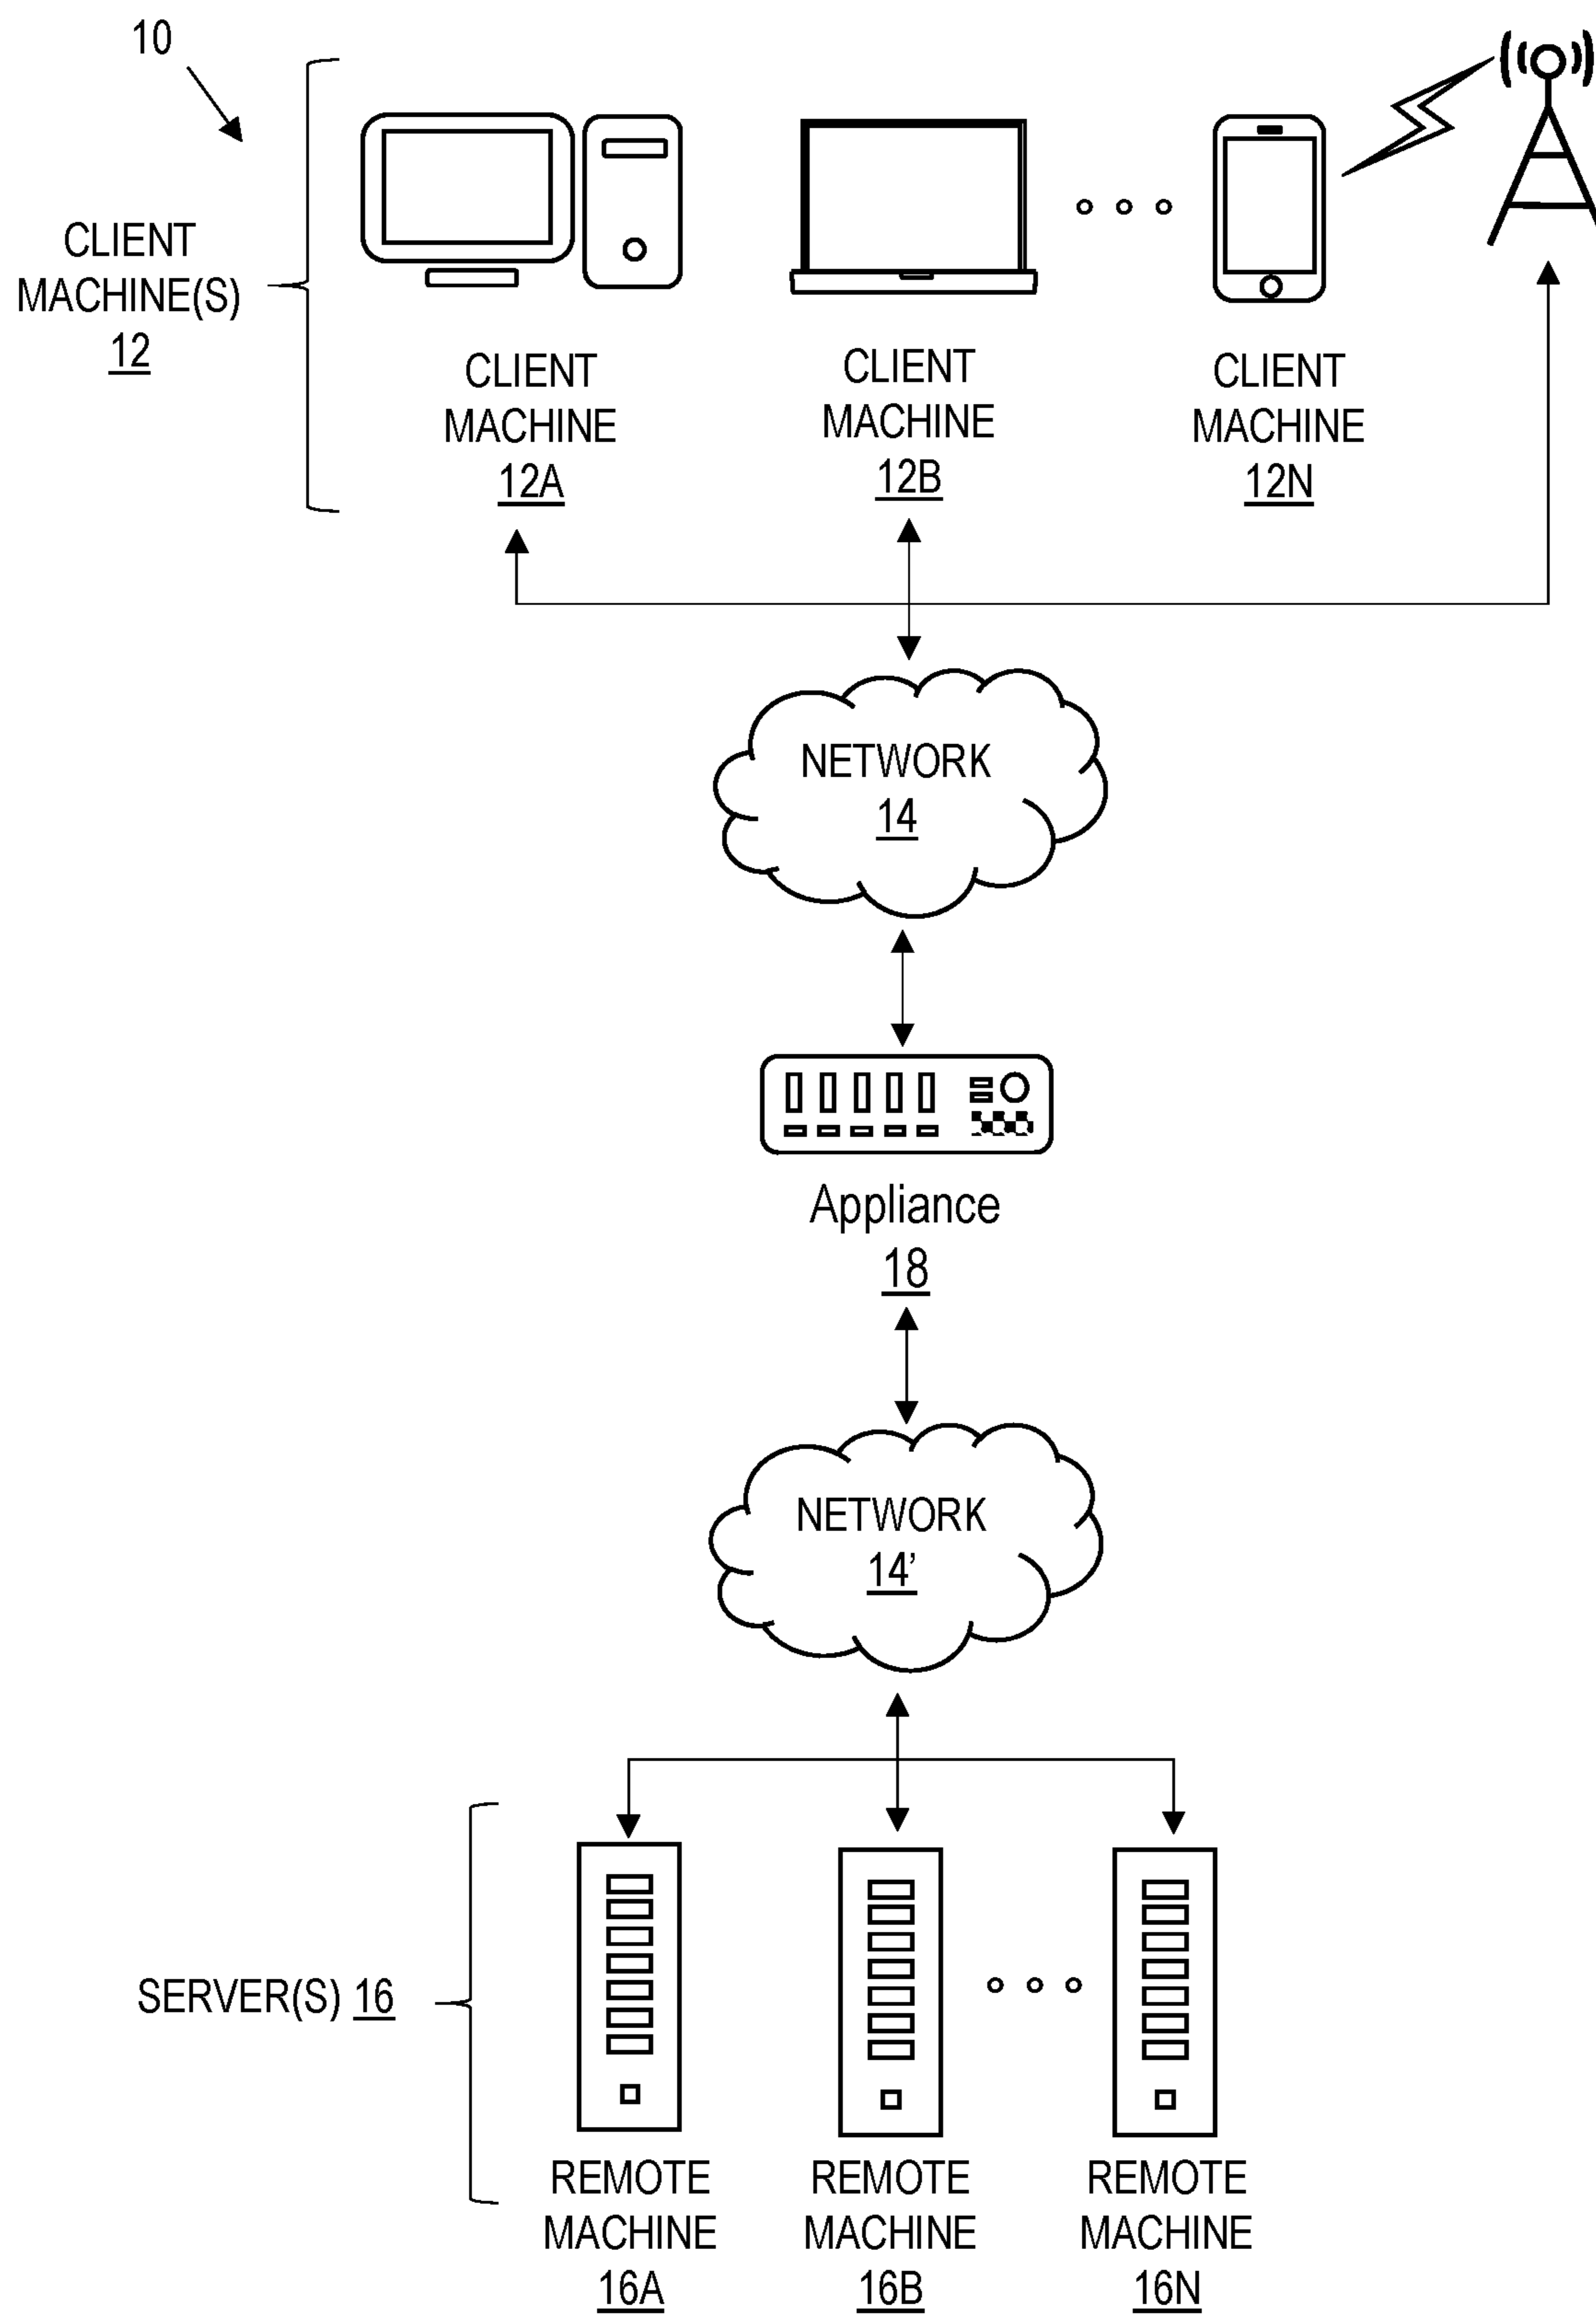 10
CLIENT
MACHINE(S)
12
CLIENT
MACHINE
12A
CLIENT
MACHINE
12B
CLIENT
MACHINE
12N
NETWORK
14
Appliance
18
NETWORK
14’
SERVER(S) 16
REMOTE
MACHINE
16A
REMOTE
MACHINE
16B
REMOTE
MACHINE
16N